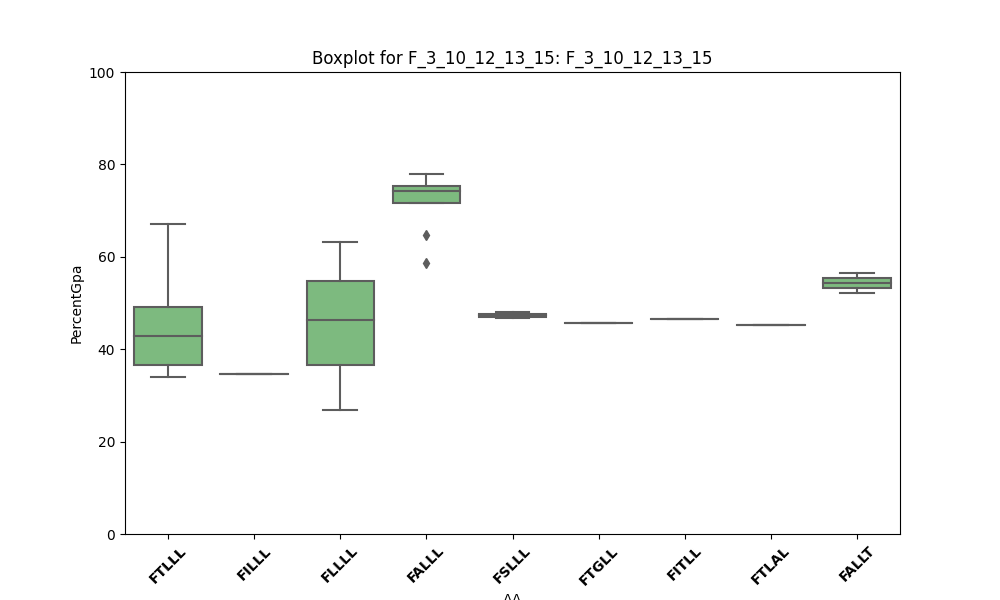 Boxplot for F_3_10_12_13_15: F_3_10_12_13_15
100
80
60
40
20
0
PercentGpa
FTLLL
FILLL
FLLLL
FALLL
FSLLL
FTGLL
FITLL
FTLAL
FALLT
AA